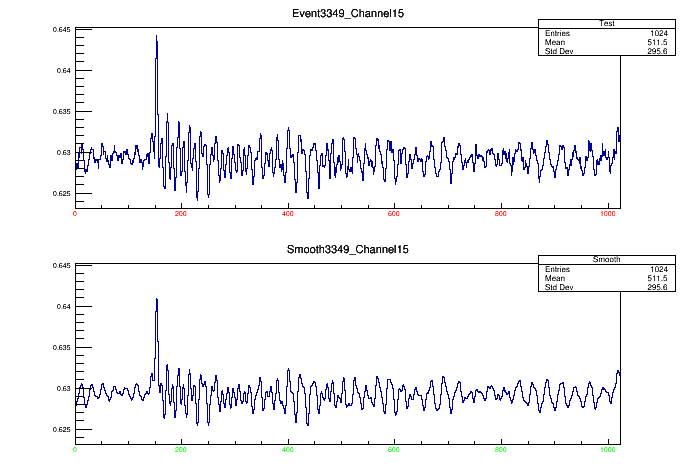 Event3349_Channel15
Test
Entries 1024
Mean 511.5
Std Dev 295.6
0.645
0.64
0.635
0.63
0.625
0 200 400 600 800 1000
Smooth3349_Channel15
Smooth
Entries 1024
Mean 511.5
Std Dev 295.6
0.645
0.64
0.635
0.63
0.625
0 200 400 600 800 1000